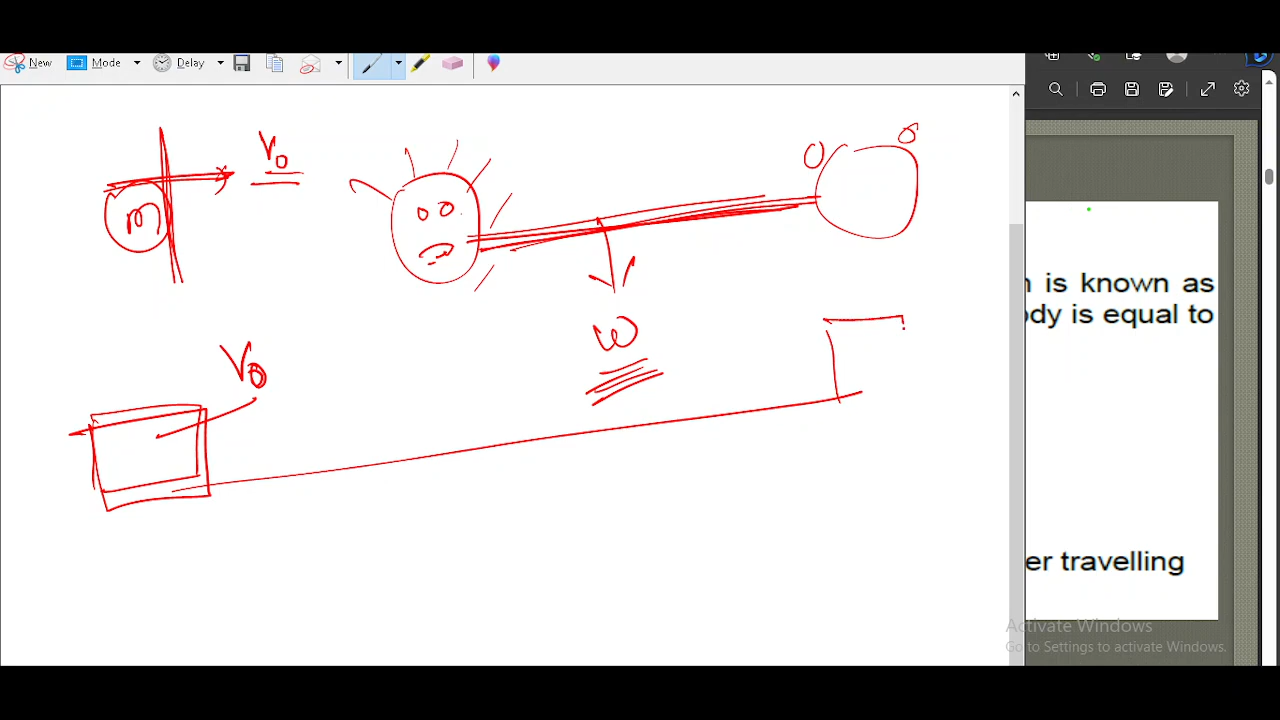 New Mode Delay
V0
m
r
w
V0
n is known as
ody is equal to
er travelling
Activate Windows
Go to Settings to activate Windows.